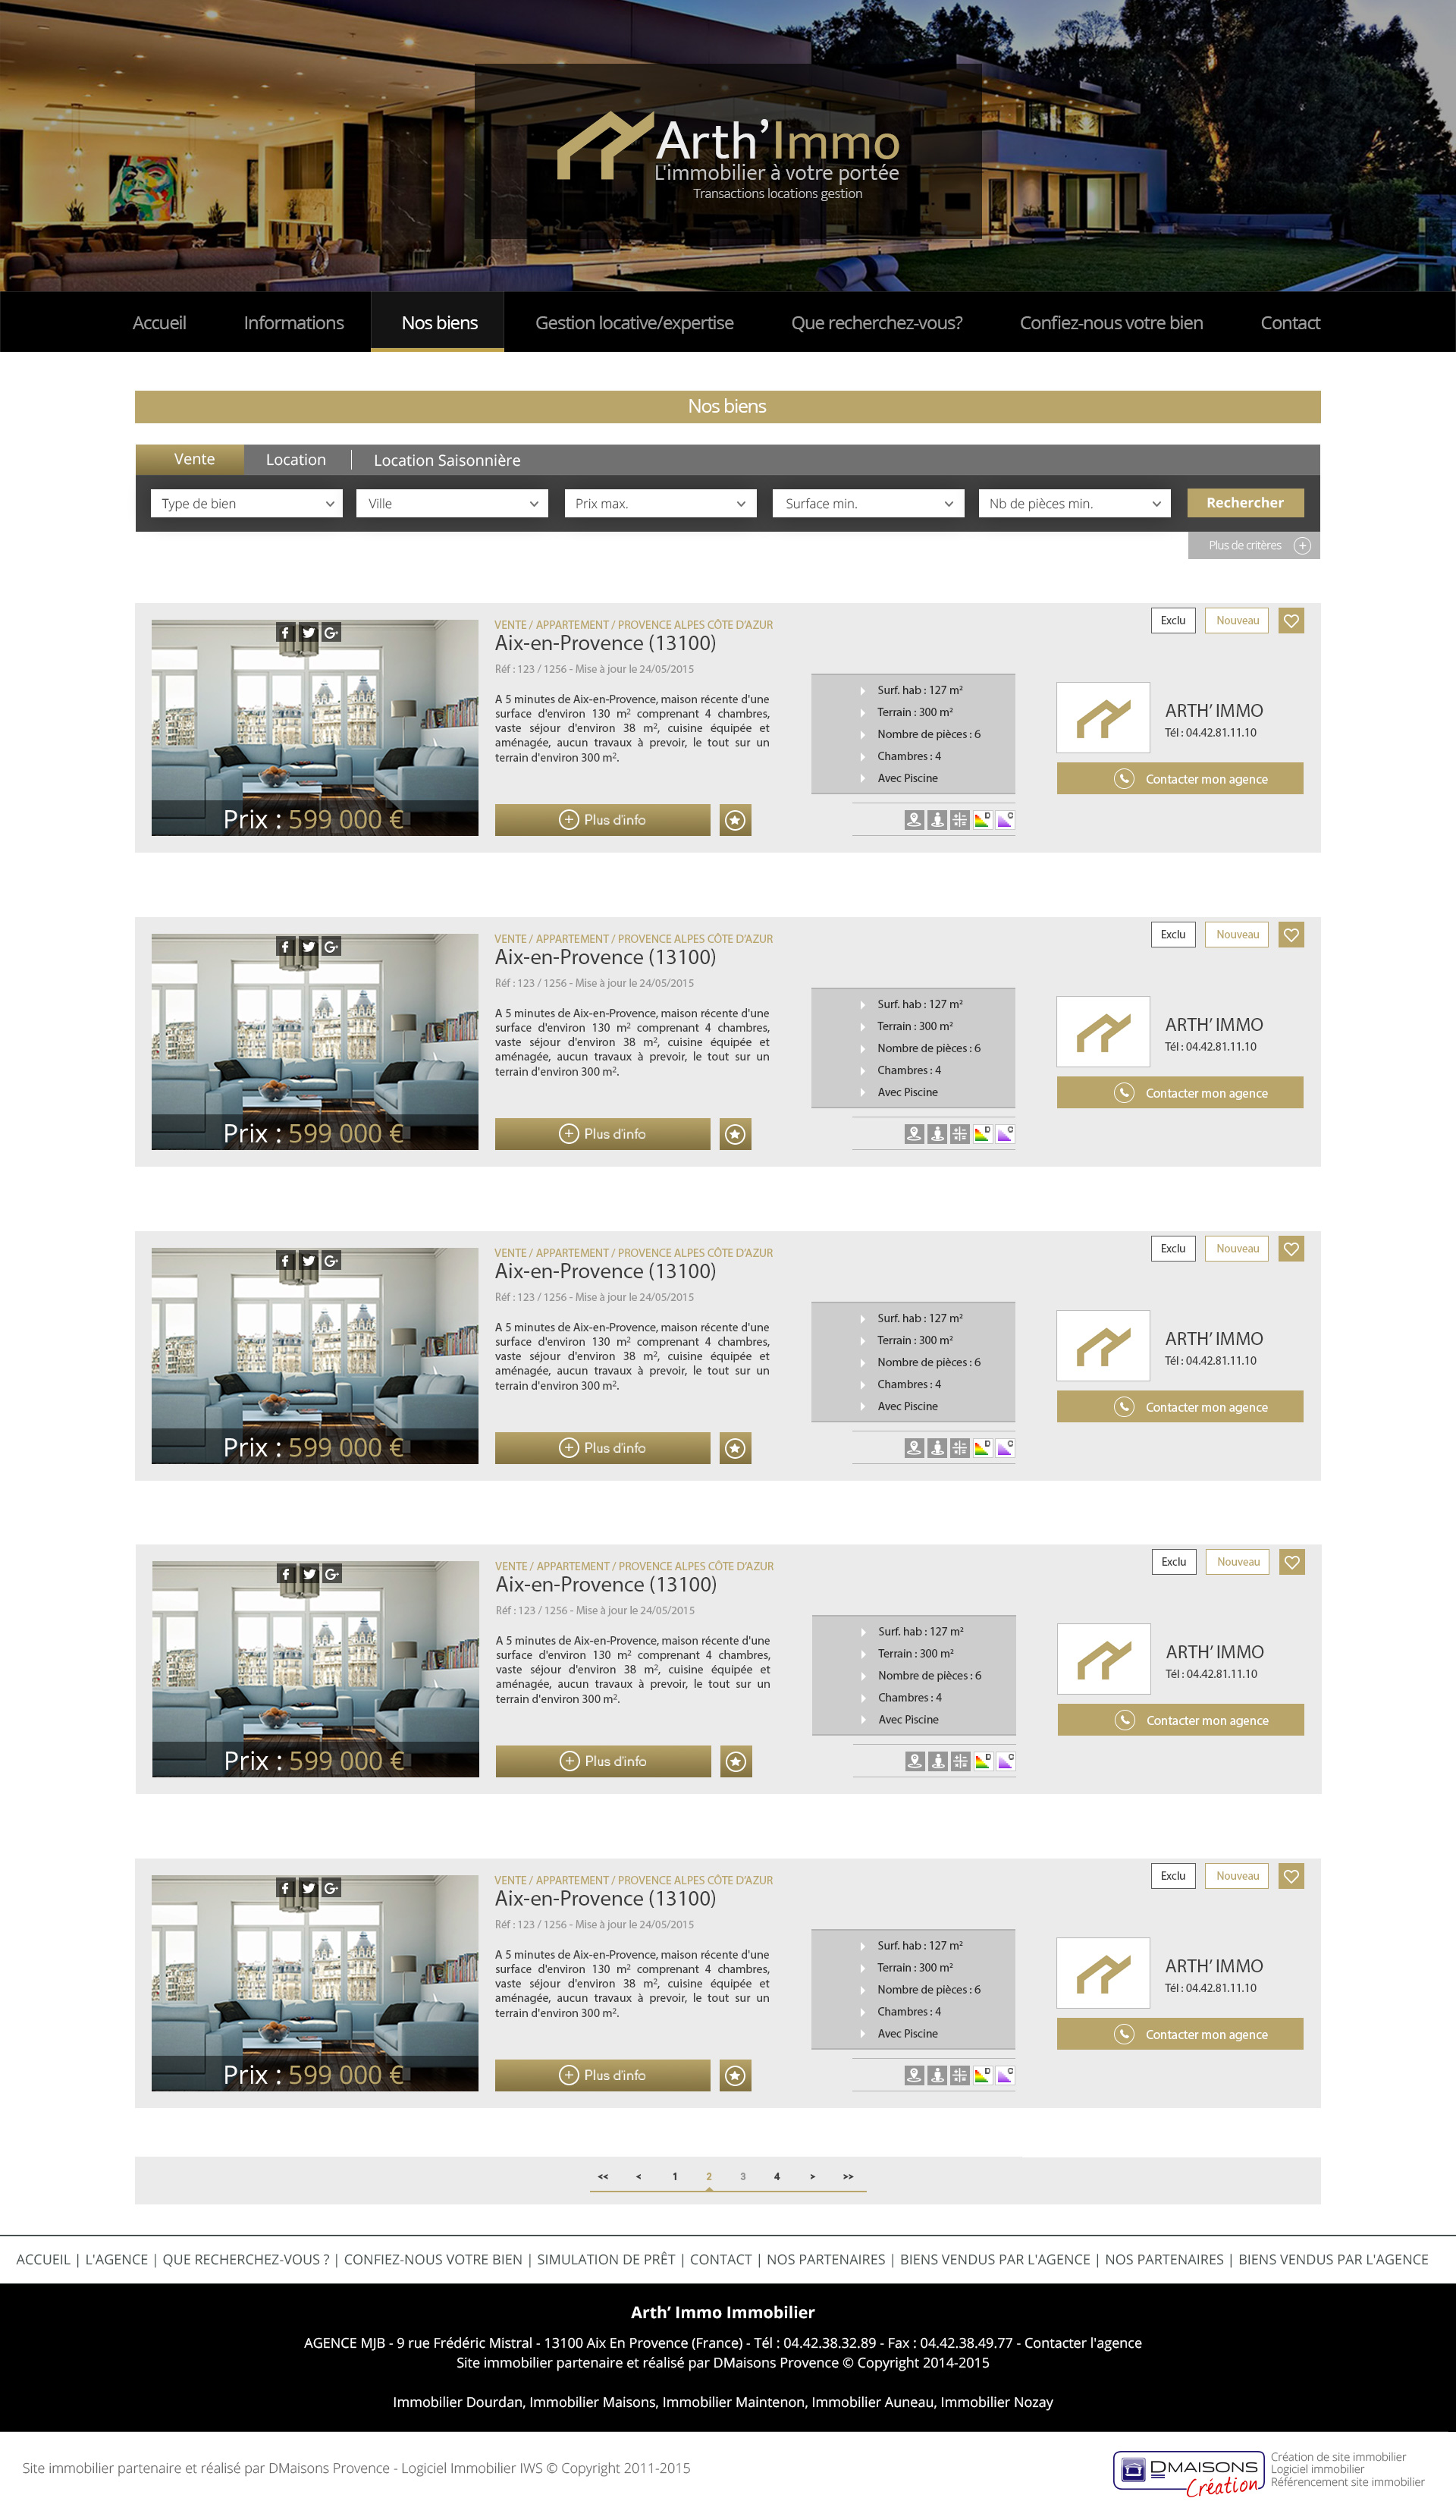 Arth’Immo
L'immobilier à votre portée
Transactions locations gestion
Accueil Informations Nos biens Gestion locative/expertise Que recherchez-vous? Confiez-nous votre bien Contact
Nos biens
Vente Location Location Saisonnière
Type de bien Ville Prix max. Surface min. Nb de pièces min. Rechercher
Plus de critères
Prix : 599 000 €
VENTE / APPARTEMENT / PROVENCE ALPES CÔTE D’AZUR
Aix-en-Provence (13100)
Réf : 123 / 1256 - Mise à jour le 24/05/2015
A 5 minutes de Aix-en-Provence, maison récente d'une
surface d'environ 130 m² comprenant 4 chambres,
vaste séjour d'environ 38 m², cuisine équipée et
aménagée, aucun travaux à prevoir, le tout sur un
terrain d'environ 300 m².
Plus d'info
Surf. hab : 127 m²
Terrain : 300 m²
Nombre de pièces : 6
Chambres : 4
Avec Piscine
D C
Exclu Nouveau
ARTH’ IMMO
Tél : 04.42.81.11.10
Contacter mon agence
Prix : 599 000 €
VENTE / APPARTEMENT / PROVENCE ALPES CÔTE D’AZUR
Aix-en-Provence (13100)
Réf : 123 / 1256 - Mise à jour le 24/05/2015
A 5 minutes de Aix-en-Provence, maison récente d'une
surface d'environ 130 m² comprenant 4 chambres,
vaste séjour d'environ 38 m², cuisine équipée et
aménagée, aucun travaux à prevoir, le tout sur un
terrain d'environ 300 m².
Plus d'info
Surf. hab : 127 m²
Terrain : 300 m²
Nombre de pièces : 6
Chambres : 4
Avec Piscine
D C
Exclu Nouveau
ARTH’ IMMO
Tél : 04.42.81.11.10
Contacter mon agence
Prix : 599 000 €
VENTE / APPARTEMENT / PROVENCE ALPES CÔTE D’AZUR
Aix-en-Provence (13100)
Réf : 123 / 1256 - Mise à jour le 24/05/2015
A 5 minutes de Aix-en-Provence, maison récente d'une
surface d'environ 130 m² comprenant 4 chambres,
vaste séjour d'environ 38 m², cuisine équipée et
aménagée, aucun travaux à prevoir, le tout sur un
terrain d'environ 300 m².
Plus d'info
Surf. hab : 127 m²
Terrain : 300 m²
Nombre de pièces : 6
Chambres : 4
Avec Piscine
D C
Exclu Nouveau
ARTH’ IMMO
Tél : 04.42.81.11.10
Contacter mon agence
Prix : 599 000 €
VENTE / APPARTEMENT / PROVENCE ALPES CÔTE D’AZUR
Aix-en-Provence (13100)
Réf : 123 / 1256 - Mise à jour le 24/05/2015
A 5 minutes de Aix-en-Provence, maison récente d'une
surface d'environ 130 m² comprenant 4 chambres,
vaste séjour d'environ 38 m², cuisine équipée et
aménagée, aucun travaux à prevoir, le tout sur un
terrain d'environ 300 m².
Plus d'info
Surf. hab : 127 m²
Terrain : 300 m²
Nombre de pièces : 6
Chambres : 4
Avec Piscine
D C
Exclu Nouveau
ARTH’ IMMO
Tél : 04.42.81.11.10
Contacter mon agence
Prix : 599 000 €
VENTE / APPARTEMENT / PROVENCE ALPES CÔTE D’AZUR
Aix-en-Provence (13100)
Réf : 123 / 1256 - Mise à jour le 24/05/2015
A 5 minutes de Aix-en-Provence, maison récente d'une
surface d'environ 130 m² comprenant 4 chambres,
vaste séjour d'environ 38 m², cuisine équipée et
aménagée, aucun travaux à prevoir, le tout sur un
terrain d'environ 300 m².
Plus d'info
Surf. hab : 127 m²
Terrain : 300 m²
Nombre de pièces : 6
Chambres : 4
Avec Piscine
D C
Exclu Nouveau
ARTH’ IMMO
Tél : 04.42.81.11.10
Contacter mon agence
<< < 1 2 3 4 > >>
ACCUEIL | L'AGENCE | QUE RECHERCHEZ-VOUS ? | CONFIEZ-NOUS VOTRE BIEN | SIMULATION DE PRÊT | CONTACT | NOS PARTENAIRES | BIENS VENDUS PAR L'AGENCE | NOS PARTENAIRES | BIENS VENDUS PAR L'AGENCE
Arth’ Immo Immobilier
AGENCE MJB - 9 rue Frédéric Mistral - 13100 Aix En Provence (France) - Tél : 04.42.38.32.89 - Fax : 04.42.38.49.77 - Contacter l'agence
Site immobilier partenaire et réalisé par DMaisons Provence © Copyright 2014-2015
Immobilier Dourdan, Immobilier Maisons, Immobilier Maintenon, Immobilier Auneau, Immobilier Nozay
Site immobilier partenaire et réalisé par DMaisons Provence - Logiciel Immobilier IWS © Copyright 2011-2015
DMAISONS
Création
Création de site immobilier
Logiciel immobilier
Référencement site immobilier